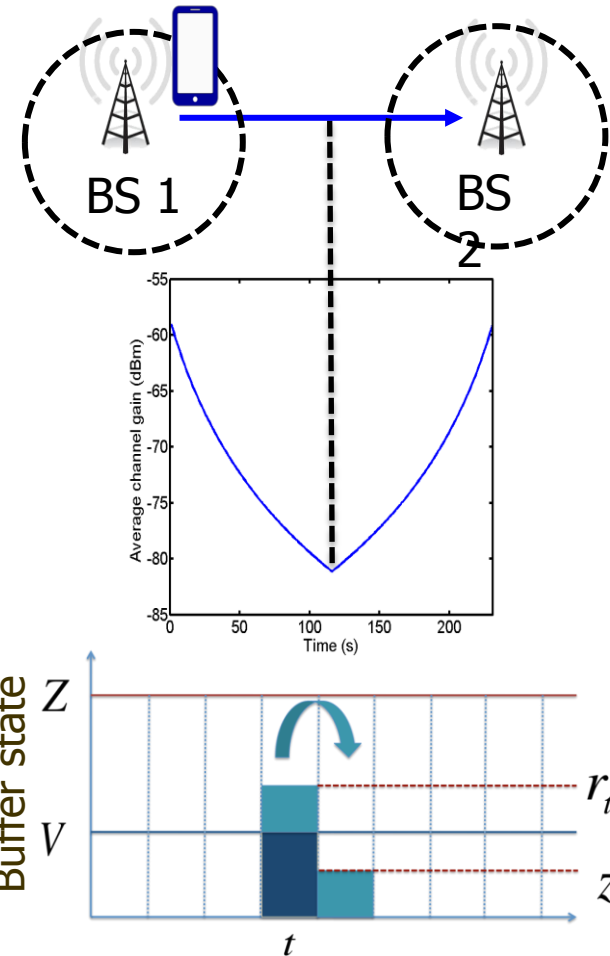 BS 1
BS
2
-55
-60
-65
-70
-75
-80
-85
Average channel gain (dBm)
0 50 100 150 200
Time (s)
Buffer state
Z
V
r_t
z
t